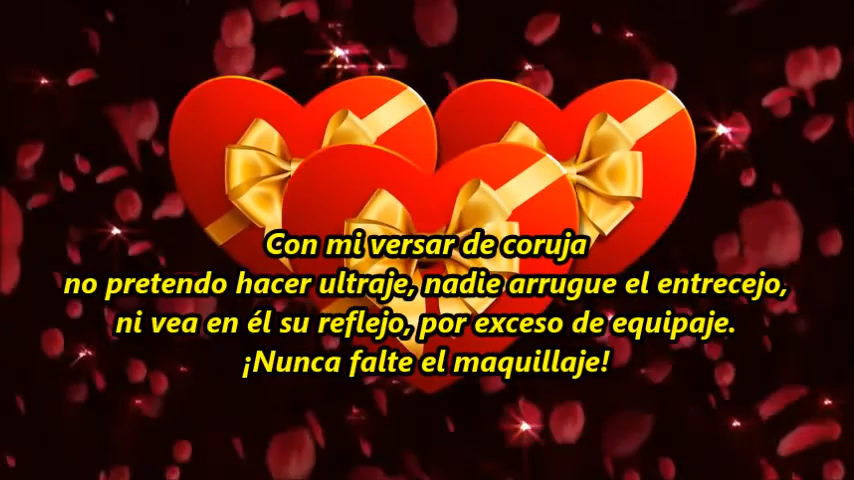 Con mi versar de coruja
no pretendo hacer ultraje, nadie arrugue el entrecejo,
ni vea en él su reflejo, por exceso de equipaje.
¡Nunca falte el maquillaje!